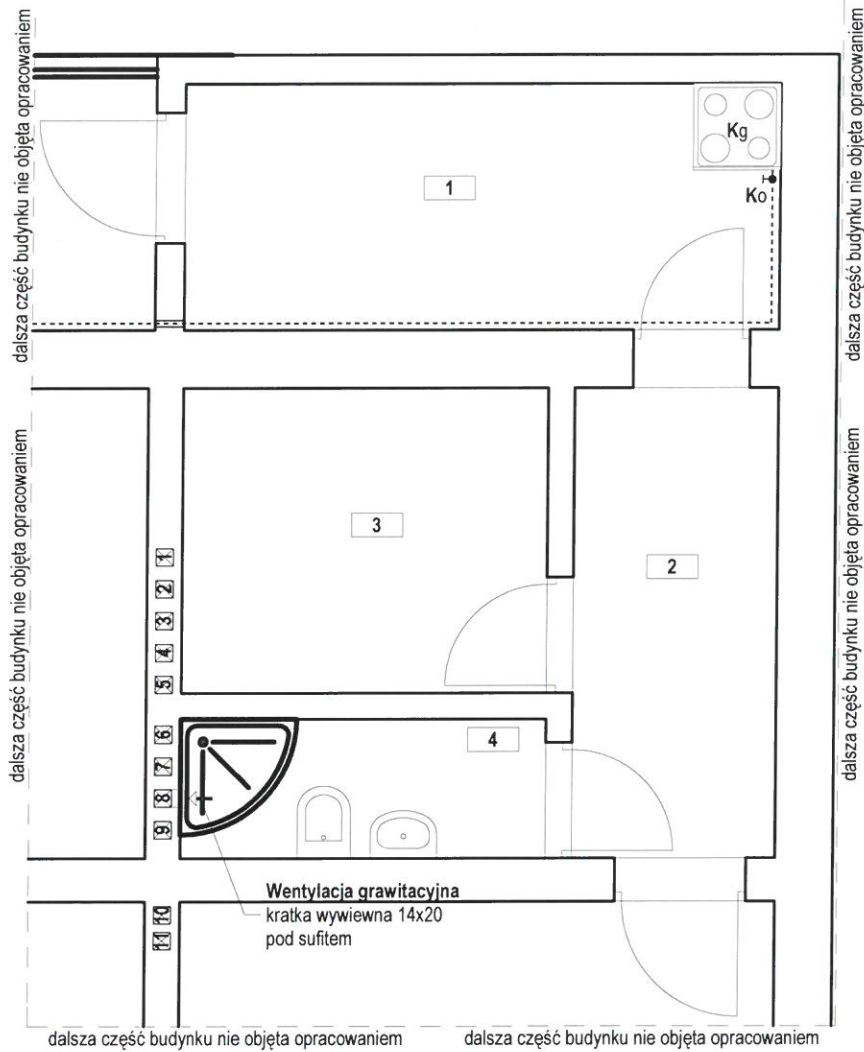 dalsza część budynku nie objęta opracowaniem
dalsza część budynku nie objęta opracowaniem
Kg
1
Ko
dalsza część budynku nie objęta opracowaniem
dalsza część budynku nie objęta opracowaniem
3
2
1
2
3
4
5
4
6
7
8
9
Wentylacja grawitacyjna
kratka wywiewna 14x20
pod sufitem
10
11
dalsza część budynku nie objęta opracowaniem
dalsza część budynku nie objęta opracowaniem